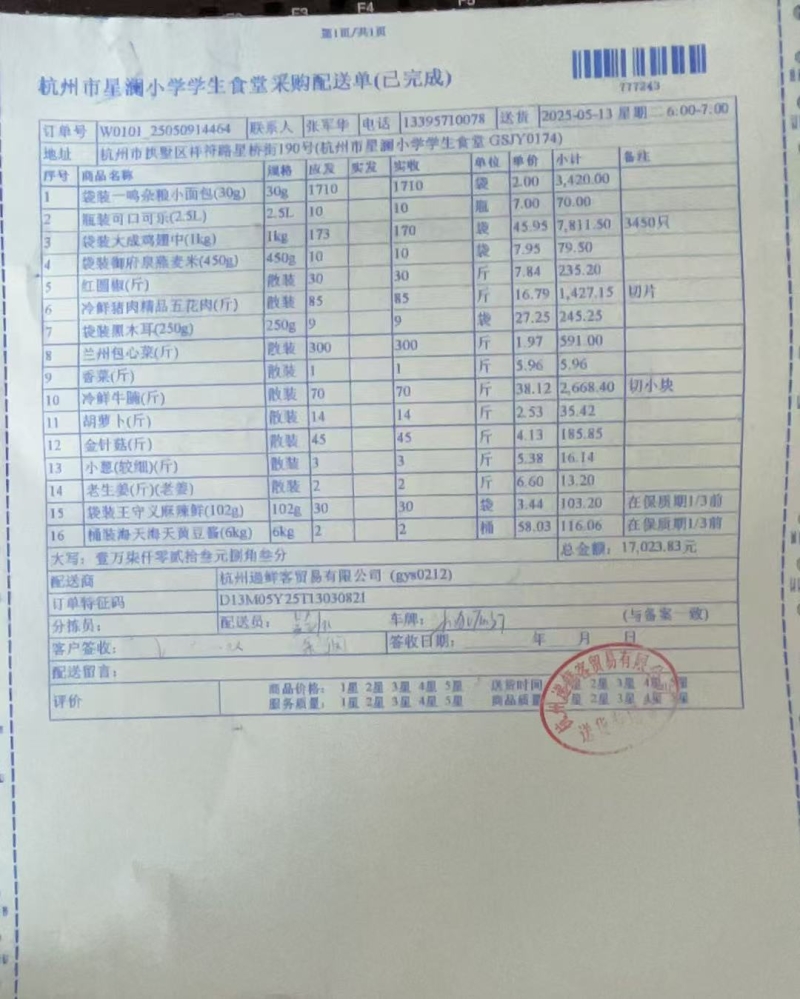 F3 F4 F5
第1页/共1页
杭州市星澜小学学生食堂采购配送单(已完成)
777243
订单号 W0101_25050914464 联系人 张军华 电话 13395710078 送货 2025-05-13 星期二 6:00-7:00
地址 杭州市拱墅区祥符路星桥街190号(杭州市星澜小学学生食堂 GSJY0174)
序号 商品名称 规格 应发 实发 实收 单位 单价 小计 备注
1 袋装一鸣杂粮小面包(30g) 30g 1710 1710 袋 2.00 3,420.00
2 瓶装可口可乐(2.5L) 2.5L 10 10 瓶 7.00 70.00
3 袋装大成鸡翅中(1kg) 1kg 173 170 袋 45.95 7,811.50 3450只
4 袋装御府泉燕麦米(450g) 450g 10 10 袋 7.95 79.50
5 红圆椒(斤) 散装 30 30 斤 7.84 235.20
6 冷鲜猪肉精品五花肉(斤) 散装 85 85 斤 16.79 1,427.15 切片
7 袋装黑木耳(250g) 250g 9 9 袋 27.25 245.25
8 兰州包心菜(斤) 散装 300 300 斤 1.97 591.00
9 香菜(斤) 散装 1 1 斤 5.96 5.96
10 冷鲜牛腩(斤) 散装 70 70 斤 38.12 2,668.40 切小块
11 胡萝卜(斤) 散装 14 14 斤 2.53 35.42
12 金针菇(斤) 散装 45 45 斤 4.13 185.85
13 小葱(较细)(斤) 散装 3 3 斤 5.38 16.14
14 老生姜(斤)(老姜) 散装 2 2 斤 6.60 13.20
15 袋装王守义麻辣鲜(102g) 102g 30 30 袋 3.44 103.20 在保质期1/3前
16 桶装海天海天黄豆酱(6kg) 6kg 2 2 桶 58.03 116.06 在保质期1/3前
大写：壹万柒仟零贰拾叁元捌角叁分 总金额：17,023.83元
配送商 杭州通鲜客贸易有限公司 (gyw0212)
订单特征码 D13M05Y25T13030821
分拣员： 配送员： 车牌： (与备案一致)
客户签收： 签收日期： 年 月 日
配送留言：
评价 商品价格： 1星 2星 3星 4星 5星 送货时间 星 2星 3星 4星 星
服务质量： 1星 2星 3星 4星 5星 商品质量 星 2星 3星 4星 星